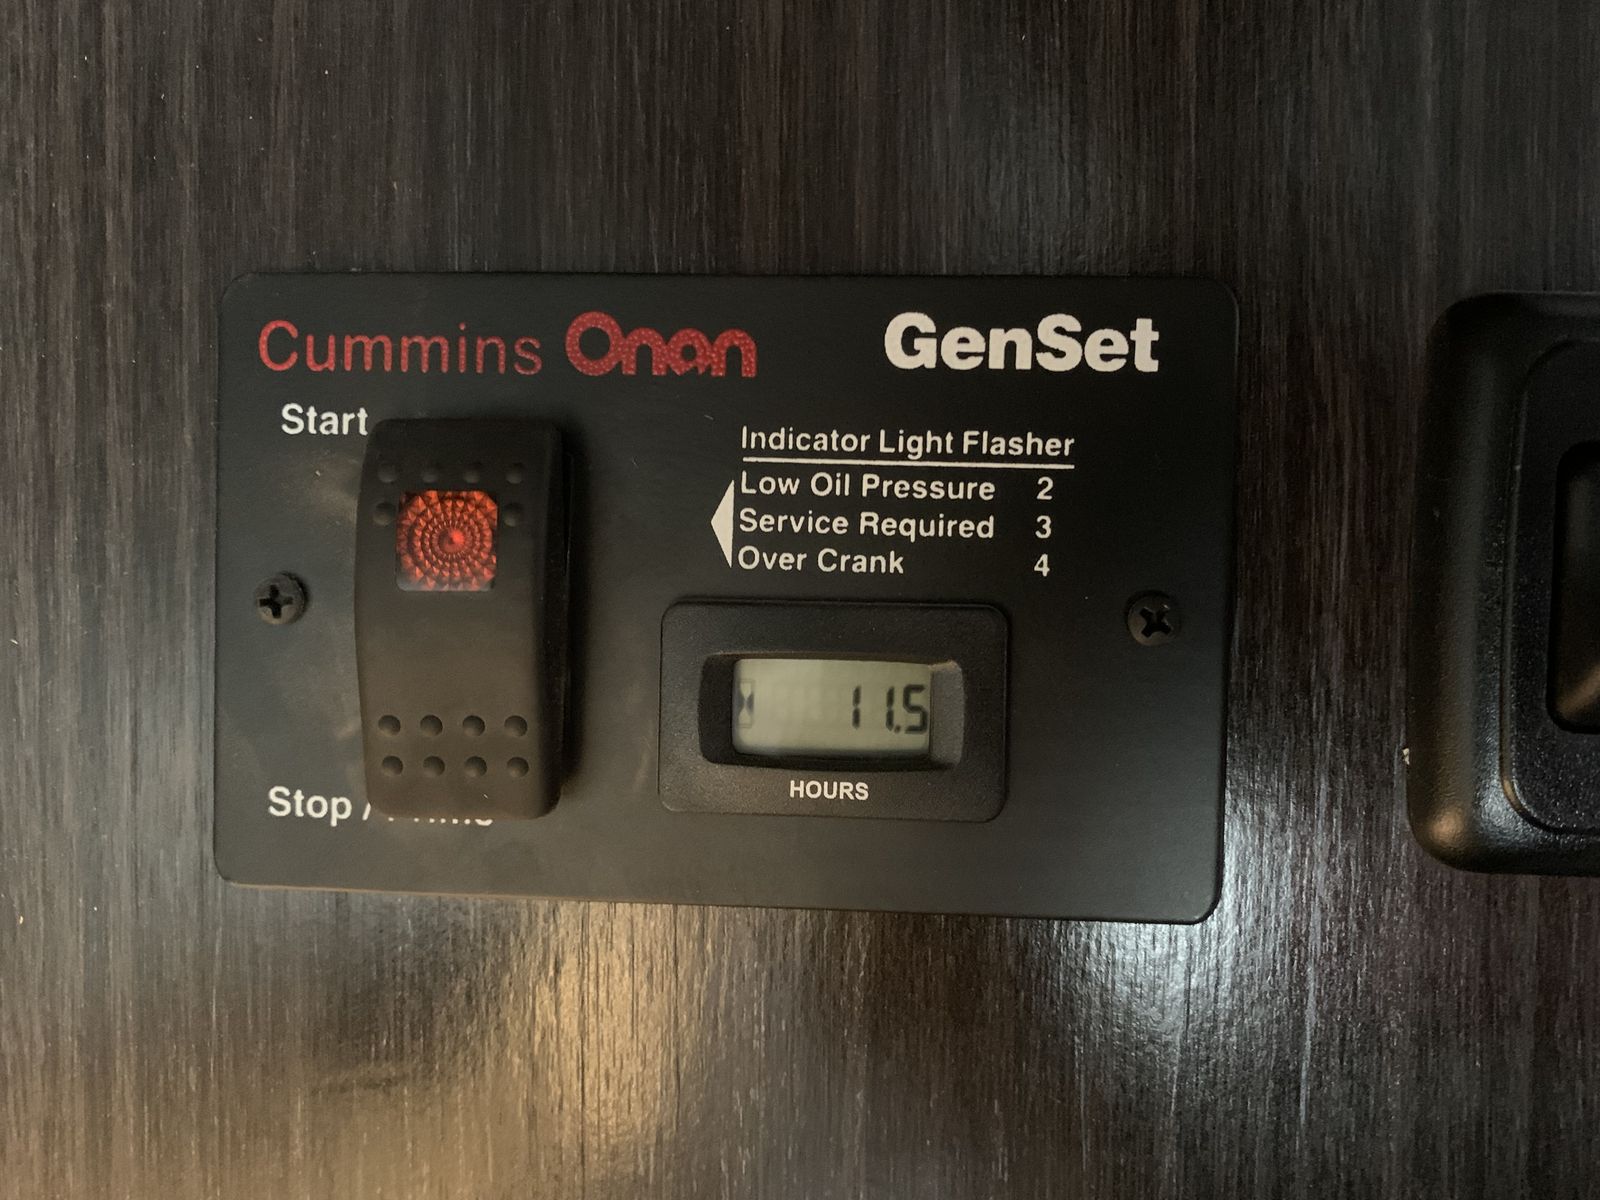 Cummins Onan GenSet
Start
Indicator Light Flasher
Low Oil Pressure 2
Service Required 3
Over Crank 4
11.5
HOURS
Stop /